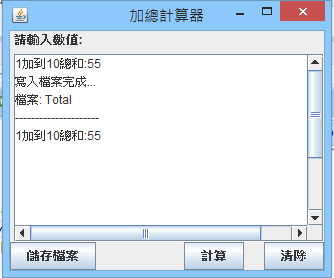 加總計算器
請輸入數值:
1加到10總和:55
寫入檔案完成...
檔案: Total
---------------------
1加到10總和:55
儲存檔案
計算
清除